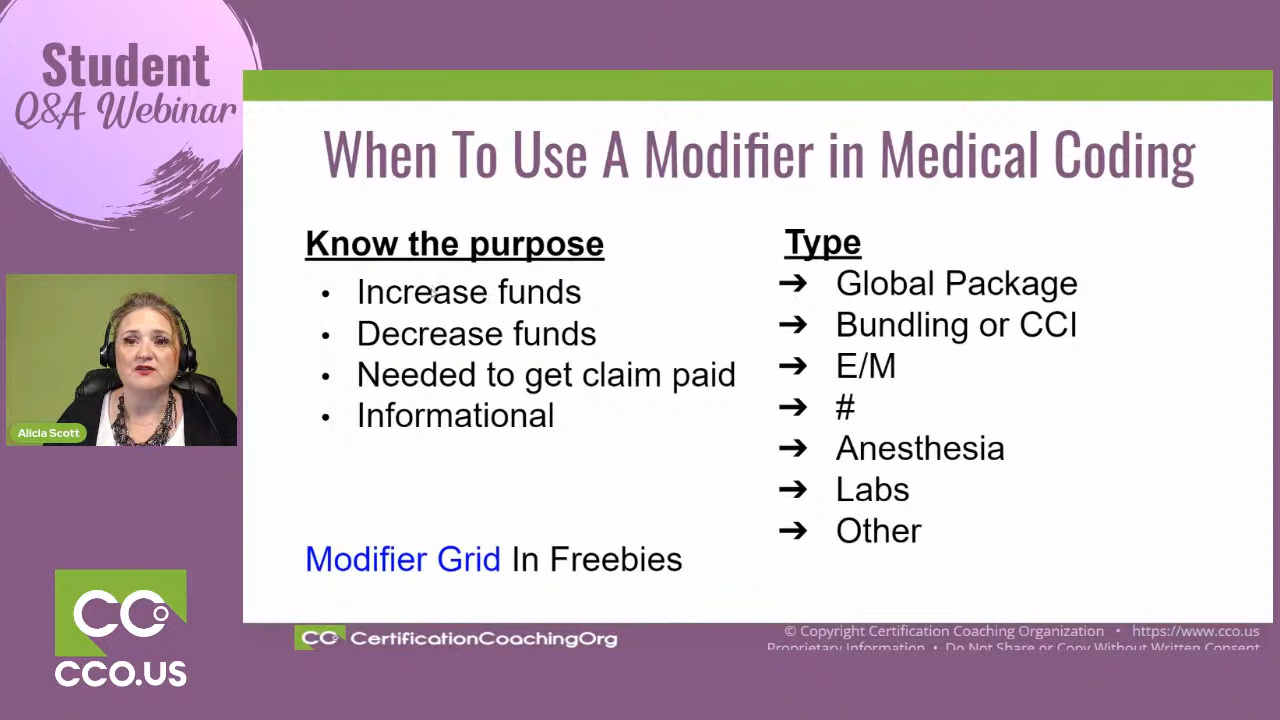 Student
Q&A Webinar
When To Use A Modifier in Medical Coding
Know the purpose
• Increase funds
• Decrease funds
• Needed to get claim paid
• Informational
Modifier Grid In Freebies
Type
➔ Global Package
➔ Bundling or CCI
➔ E/M
➔ #
➔ Anesthesia
➔ Labs
➔ Other
Alicia Scott
CCO
CCO.US
CCO CertificationCoachingOrg
© Copyright Certification Coaching Organization • https://www.cco.us
Proprietary Information • Do Not Share or Copy Without Written Consent